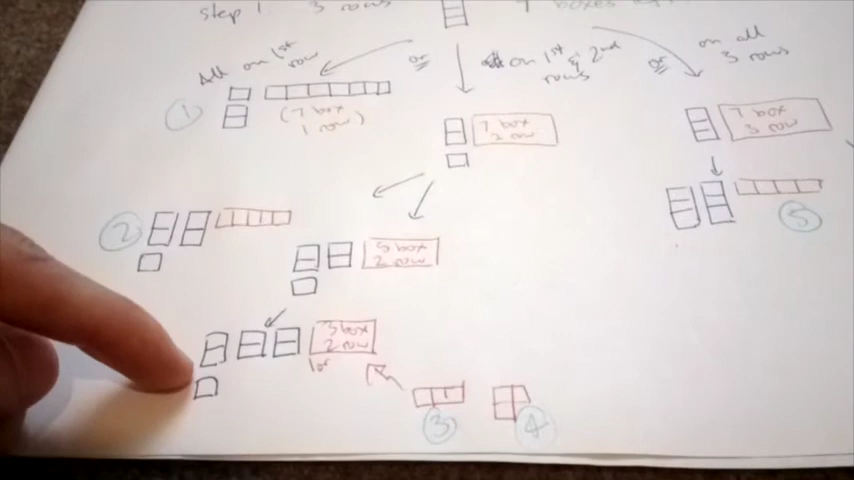 step 1 3 rows
All on 1st
row
or
on 1st & 2nd
rows
or
on all
3 rows
1
(7 box
1 row)
7 box
2 row
7 box
3 row
2
5 box
2 row
5
3 box
2 row
1st
3
4